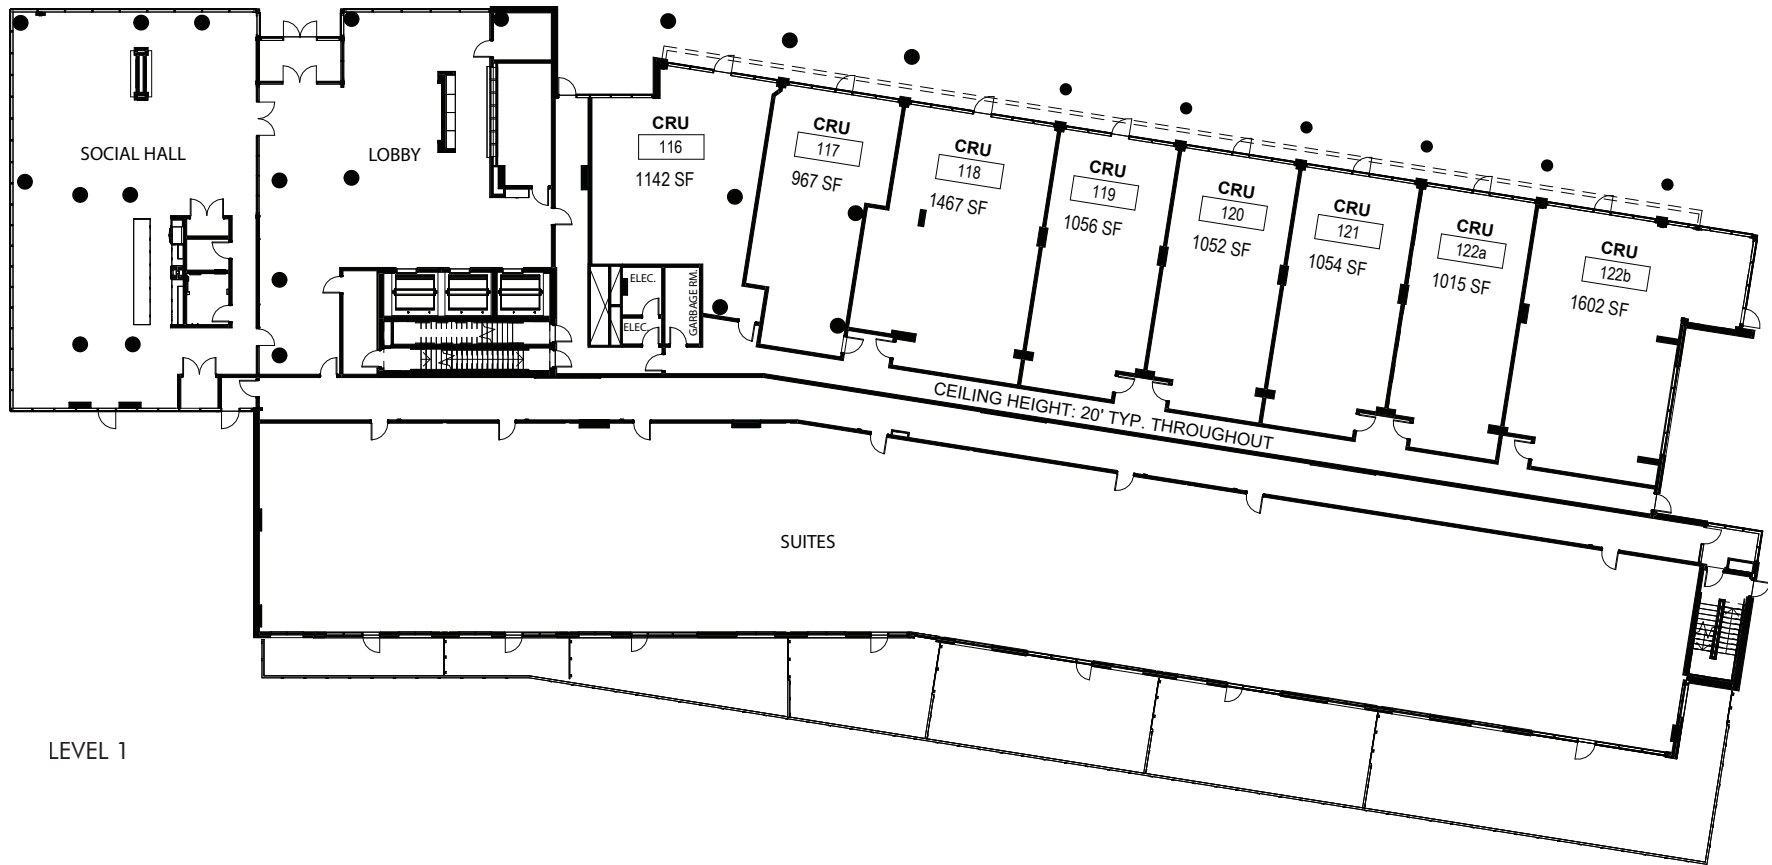 SOCIAL HALL
LOBBY
CRU
116
1142 SF
CRU
117
967 SF
CRU
118
1467 SF
CRU
119
1056 SF
CRU
120
1052 SF
CRU
121
1054 SF
CRU
122a
1015 SF
CRU
122b
1602 SF
ELEC.
ELEC.
GARBAGE RM.
CEILING HEIGHT: 20' TYP. THROUGHOUT
SUITES
LEVEL 1